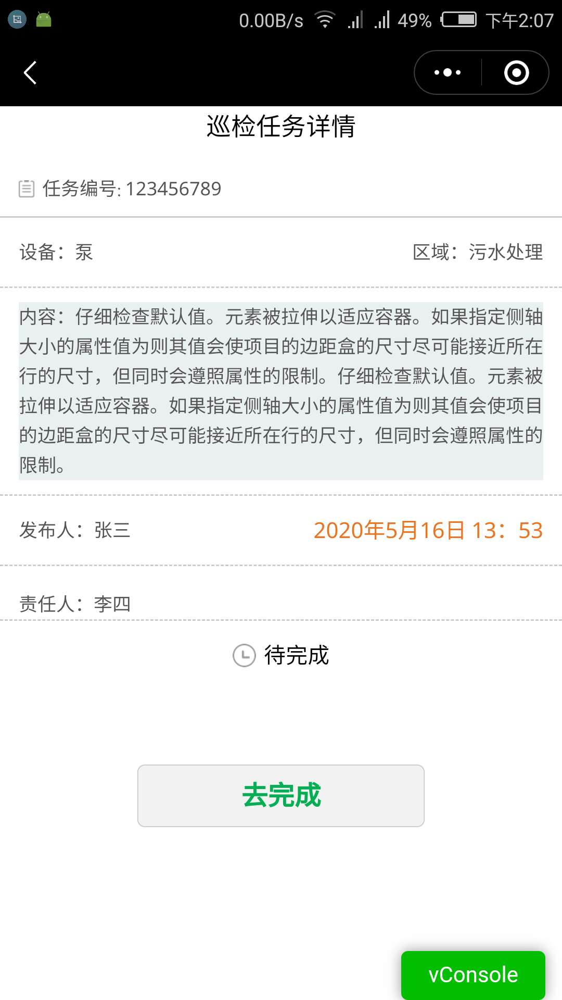 0.00B/s 49% 下午2:07
巡检任务详情
任务编号: 123456789
设备：泵 区域：污水处理
内容：仔细检查默认值。元素被拉伸以适应容器。如果指定侧轴
大小的属性值为则其值会使项目的边距盒的尺寸尽可能接近所在
行的尺寸，但同时会遵照属性的限制。仔细检查默认值。元素被
拉伸以适应容器。如果指定侧轴大小的属性值为则其值会使项目
的边距盒的尺寸尽可能接近所在行的尺寸，但同时会遵照属性的
限制。
发布人：张三 2020年5月16日 13：53
责任人：李四
待完成
去完成
vConsole